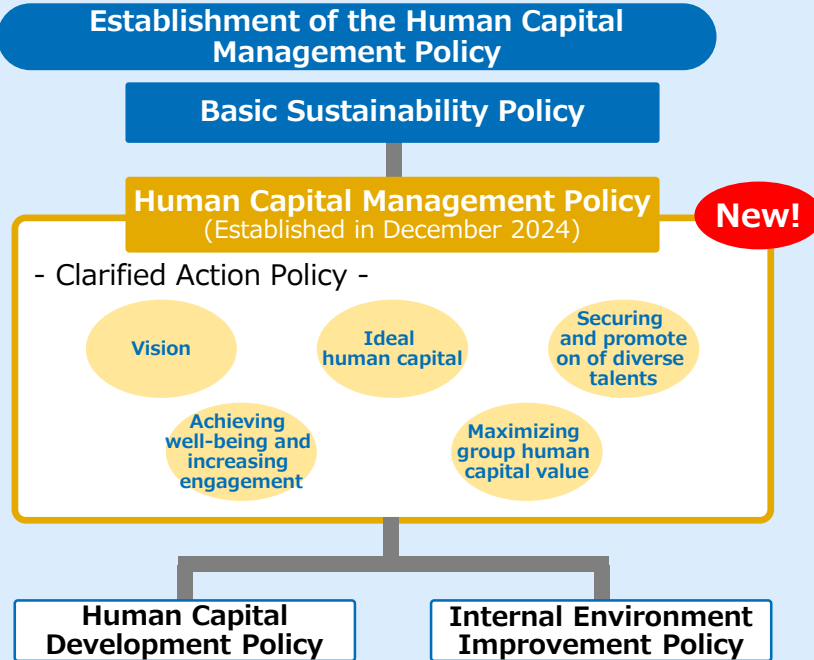 Establishment of the Human Capital
Management Policy
Basic Sustainability Policy
Human Capital Management Policy
(Established in December 2024)
New!
- Clarified Action Policy -
Vision
Ideal
human capital
Securing
and promote
on of diverse
talents
Achieving
well-being and
increasing
engagement
Maximizing
group human
capital value
Human Capital
Development Policy
Internal Environment
Improvement Policy